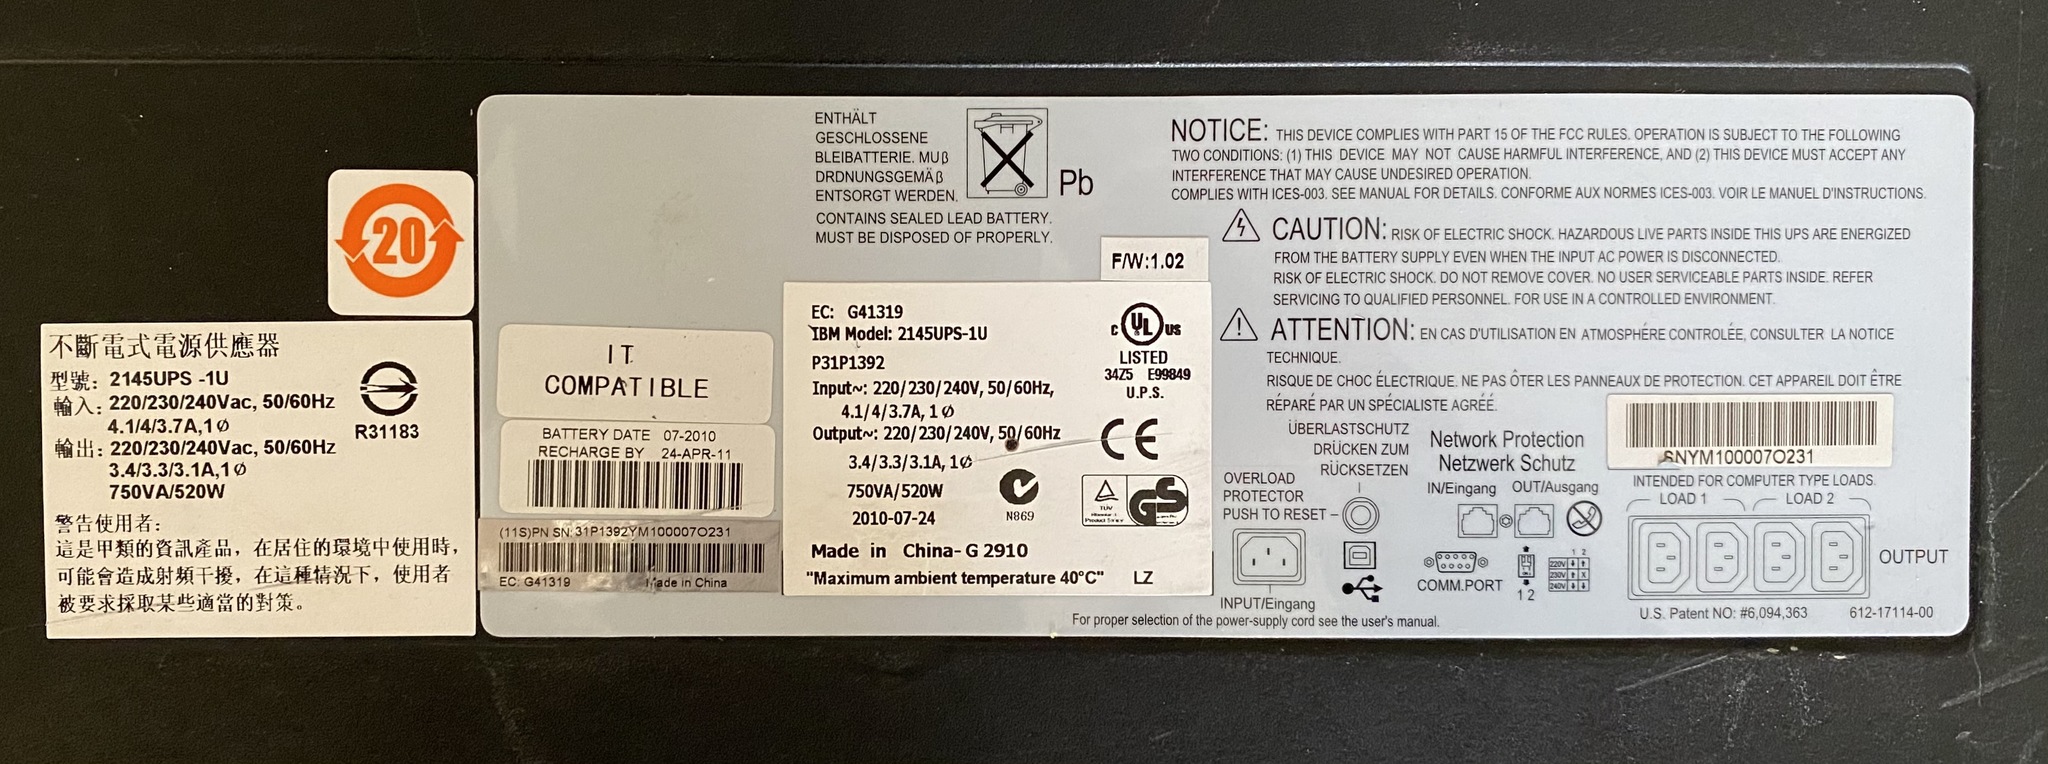 20
不斷電式電源供應器
型號: 2145UPS -1U
輸入: 220/230/240Vac, 50/60Hz
4.1/4/3.7A,1Ø
輸出: 220/230/240Vac, 50/60Hz
3.4/3.3/3.1A,1Ø
750VA/520W
R31183
警告使用者:
這是甲類的資訊產品，在居住的環境中使用時，
可能會造成射頻干擾，在這種情況下，使用者
被要求採取某些適當的對策。
IT
COMPATIBLE
BATTERY DATE 07-2010
RECHARGE BY 24-APR-11
(11S)PN SN: 31P1392YM100007O231
EC: G41319 Made in China
ENTHÄLT
GESCHLOSSENE
BLEIBATTERIE. MUβ
DRDNUNGSGEMÄβ
ENTSORGT WERDEN.
Pb
CONTAINS SEALED LEAD BATTERY.
MUST BE DISPOSED OF PROPERLY.
F/W:1.02
EC: G41319
IBM Model: 2145UPS-1U
P31P1392
Input~: 220/230/240V, 50/60Hz,
4.1/4/3.7A, 1Ø
Output~: 220/230/240V, 50/60Hz
3.4/3.3/3.1A, 1Ø
750VA/520W
2010-07-24
Made in China- G 2910
"Maximum ambient temperature 40°C" LZ
C UL US
LISTED
34Z5 E99849
U.P.S.
CE
N869
TUV
GS
NOTICE: THIS DEVICE COMPLIES WITH PART 15 OF THE FCC RULES. OPERATION IS SUBJECT TO THE FOLLOWING
TWO CONDITIONS: (1) THIS DEVICE MAY NOT CAUSE HARMFUL INTERFERENCE, AND (2) THIS DEVICE MUST ACCEPT ANY
INTERFERENCE THAT MAY CAUSE UNDESIRED OPERATION.
COMPLIES WITH ICES-003. SEE MANUAL FOR DETAILS. CONFORME AUX NORMES ICES-003. VOIR LE MANUEL D'INSTRUCTIONS.
CAUTION: RISK OF ELECTRIC SHOCK. HAZARDOUS LIVE PARTS INSIDE THIS UPS ARE ENERGIZED
FROM THE BATTERY SUPPLY EVEN WHEN THE INPUT AC POWER IS DISCONNECTED.
RISK OF ELECTRIC SHOCK. DO NOT REMOVE COVER. NO USER SERVICEABLE PARTS INSIDE. REFER
SERVICING TO QUALIFIED PERSONNEL. FOR USE IN A CONTROLLED ENVIRONMENT.
ATTENTION: EN CAS D'UTILISATION EN ATMOSPHÉRE CONTROLÉE, CONSULTER LA NOTICE
TECHNIQUE.
RISQUE DE CHOC ÉLECTRIQUE. NE PAS ÔTER LES PANNEAUX DE PROTECTION. CET APPAREIL DOIT ÊTRE
RÉPARÉ PAR UN SPÉCIALISTE AGRÉÉ.
ÜBERLASTSCHUTZ
DRÜCKEN ZUM
RÜCKSETZEN
OVERLOAD
PROTECTOR
PUSH TO RESET
INPUT/Eingang
Network Protection
Netzwerk Schutz
IN/Eingang OUT/Ausgang
COMM.PORT
1 2
1 2
220V
230V X
240V
SNYM100007O231
INTENDED FOR COMPUTER TYPE LOADS
LOAD 1 LOAD 2
OUTPUT
For proper selection of the power-supply cord see the user's manual.
U.S. Patent NO: #6,094,363 612-17114-00